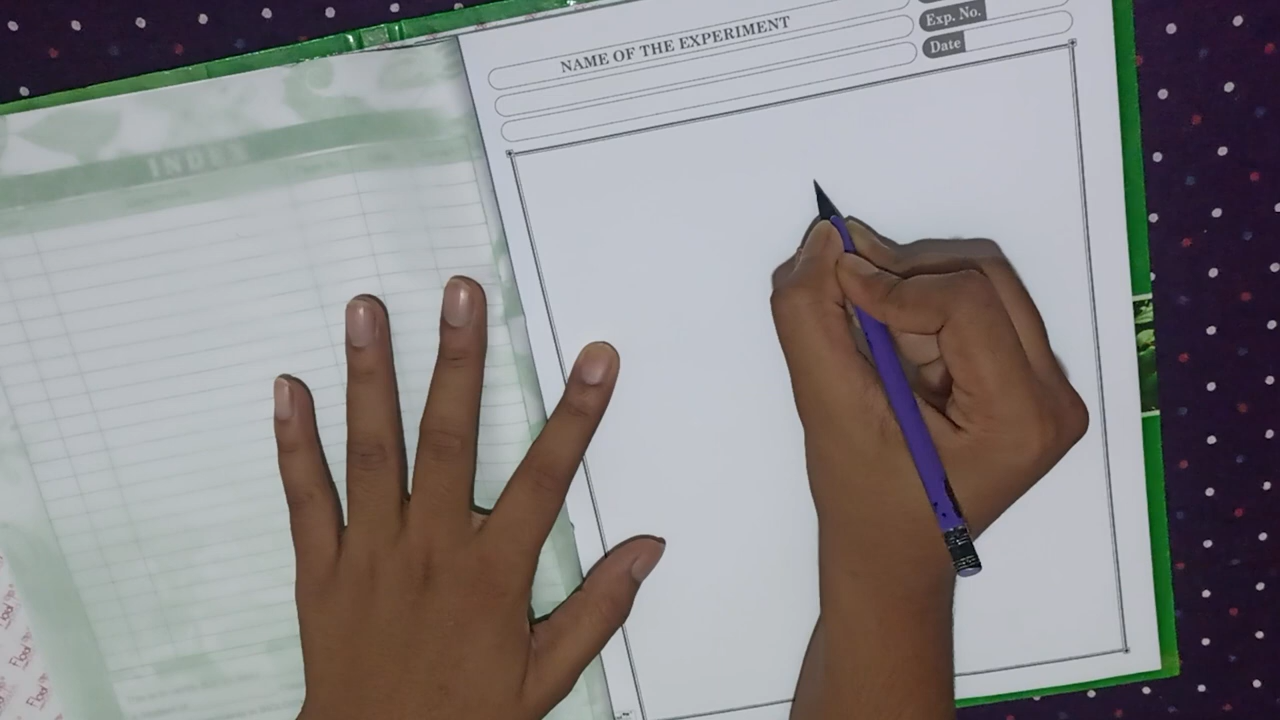 INDEX
NAME OF THE EXPERIMENT
Exp. No.
Date